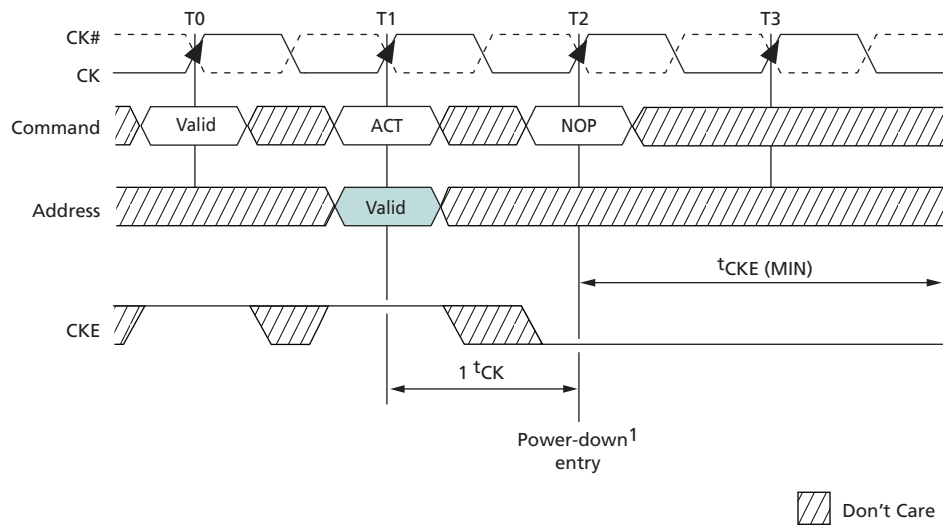 T0 T1 T2 T3
CK#
CK
Command Valid ACT NOP
Address Valid
tCKE (MIN)
CKE
1 tCK
Power-down1
entry
Don't Care